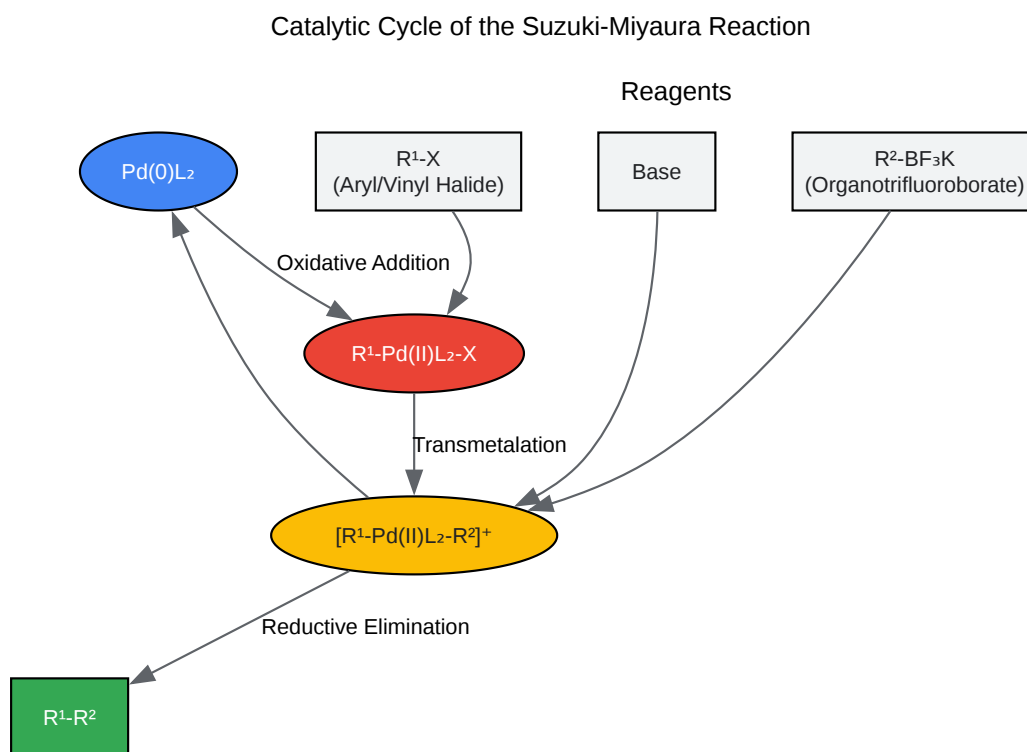 Catalytic Cycle of the Suzuki-Miyaura Reaction
Reagents
Pd(0)L₂
R¹-X
(Aryl/Vinyl Halide)
Base
R²-BF₃K
(Organotrifluoroborate)
Oxidative Addition
R¹-Pd(II)L₂-X
Transmetalation
[R¹-Pd(II)L₂-R²]⁺
Reductive Elimination
R¹-R²